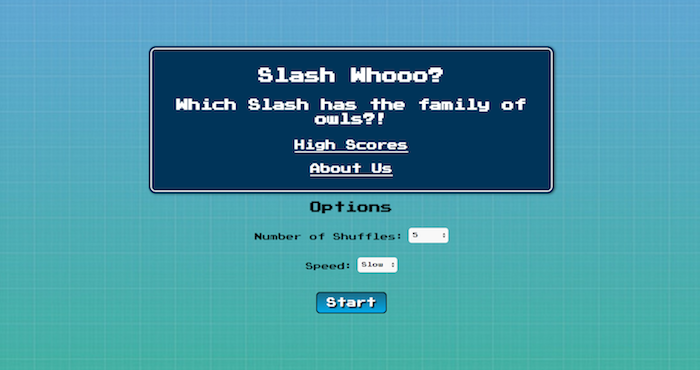 Slash Whooo?
Which Slash has the family of
owls?!
High Scores
About Us
Options
Number of Shuffles: 5
Speed: Slow
Start